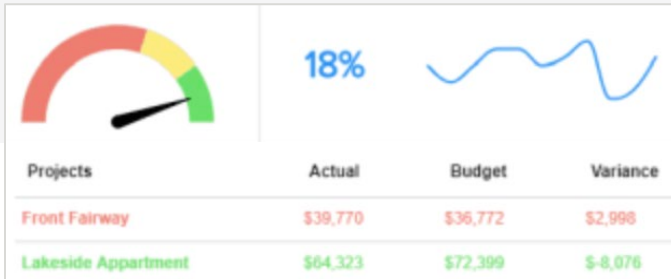 18%
Projects Actual Budget Variance
Front Fairway $39,770 $36,772 $2,998
Lakeside Appartment $64,323 $72,399 $-8,076